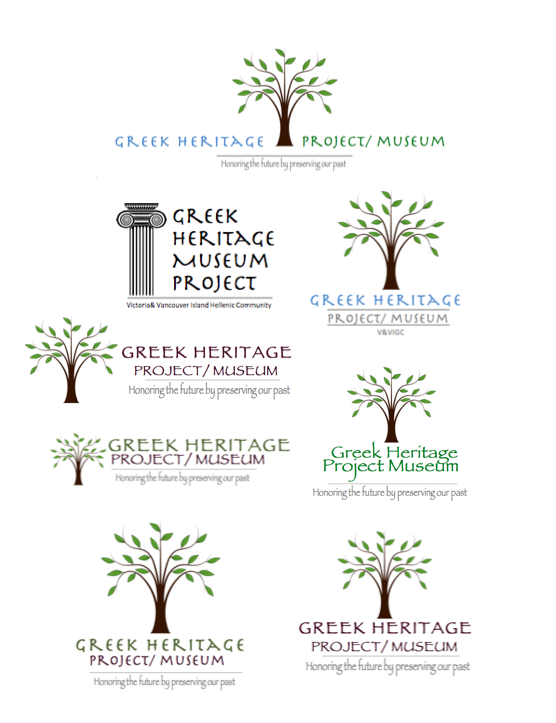 GREEK HERITAGE PROJECT/ MUSEUM
Honoring the future by preserving our past
GREEK
HERITAGE
MUSEUM
PROJECT
Victoria& Vancouver Island Hellenic Community
GREEK HERITAGE
PROJECT/ MUSEUM
V&VIGC
GREEK HERITAGE
PROJECT/ MUSEUM
Honoring the future by preserving our past
Greek Heritage
Project Museum
Honoring the future by preserving our past
GREEK HERITAGE
PROJECT/ MUSEUM
Honoring the future by preserving our past
GREEK HERITAGE
PROJECT/ MUSEUM
Honoring the future by preserving our past
GREEK HERITAGE
PROJECT/ MUSEUM
Honoring the future by preserving our past